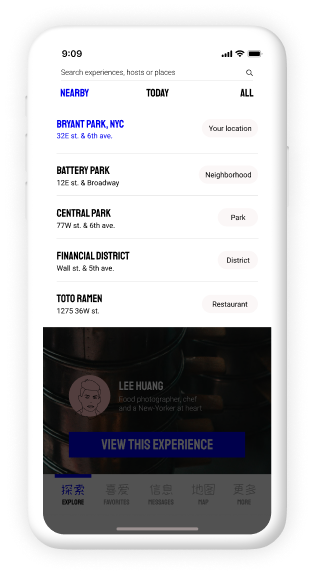 9:09
Search experiences, hosts or places
NEARBY TODAY ALL
BRYANT PARK, NYC
32E st. & 6th ave.
Your location
BATTERY PARK
12E st. & Broadway
Neighborhood
CENTRAL PARK
77W st. & 6th ave.
Park
FINANCIAL DISTRICT
Wall st. & 5th ave.
District
TOTO RAMEN
1275 36W st.
Restaurant
LEE HUANG
Good photographer, chef
and a New-Yorker at heart
VIEW THIS EXPERIENCE
探索 喜爱 信息 地图 更多
EXPLORE FAVORITES MESSAGES MAP MORE